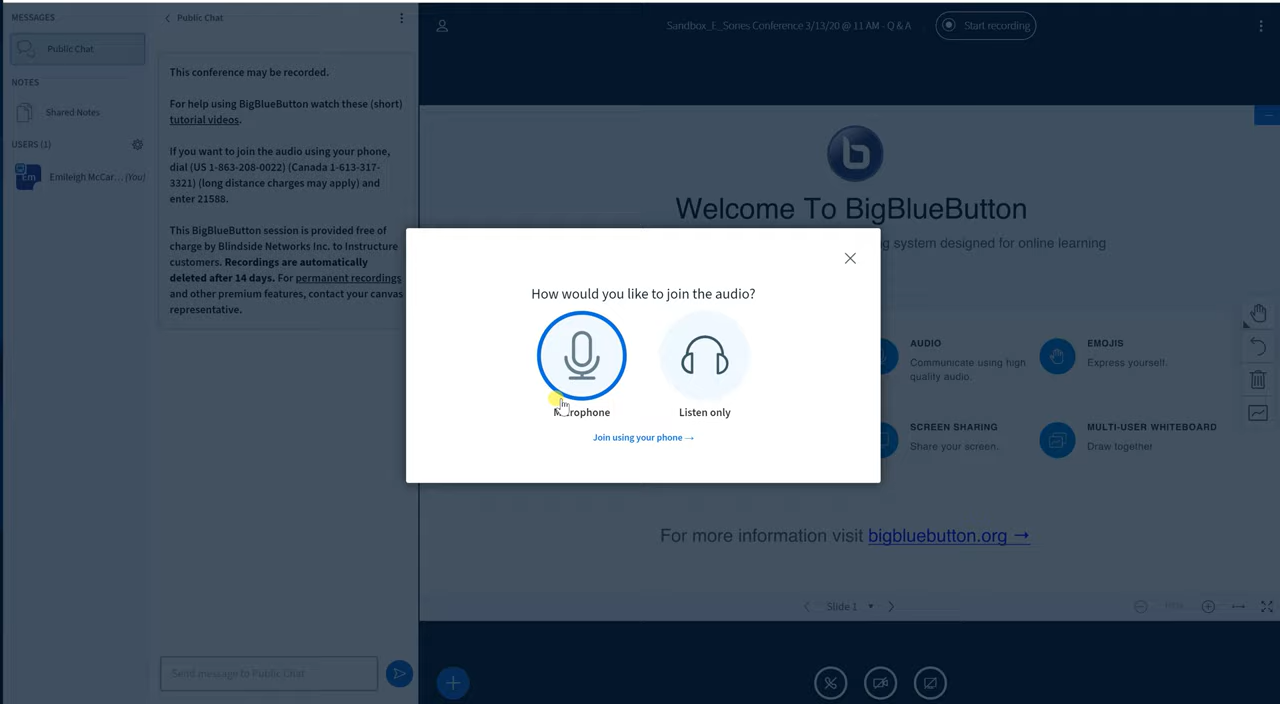 MESSAGES
Public Chat
NOTES
Shared Notes
USERS (1)
Em
Emileigh McCar... (You)
Public Chat
This conference may be recorded.
For help using BigBlueButton watch these (short)
tutorial videos.
If you want to join the audio using your phone,
dial (US 1-863-208-0022) (Canada 1-613-317-
3321) (long distance charges may apply) and
enter 21588.
This BigBlueButton session is provided free of
charge by Blindside Networks Inc. to Instructure
customers. Recordings are automatically
deleted after 14 days. For permanent recordings
and other premium features, contact your canvas
representative.
Send message to Public Chat
Sandbox_E_Sones Conference 3/13/20 @ 11 AM - Q & A
Start recording
Welcome To BigBlueButton
system designed for online learning
How would you like to join the audio?
Microphone
Listen only
Join using your phone →
AUDIO
Communicate using high
quality audio.
EMOJIS
Express yourself.
SCREEN SHARING
Share your screen.
MULTI-USER WHITEBOARD
Draw together
For more information visit bigbluebutton.org →
Slide 1